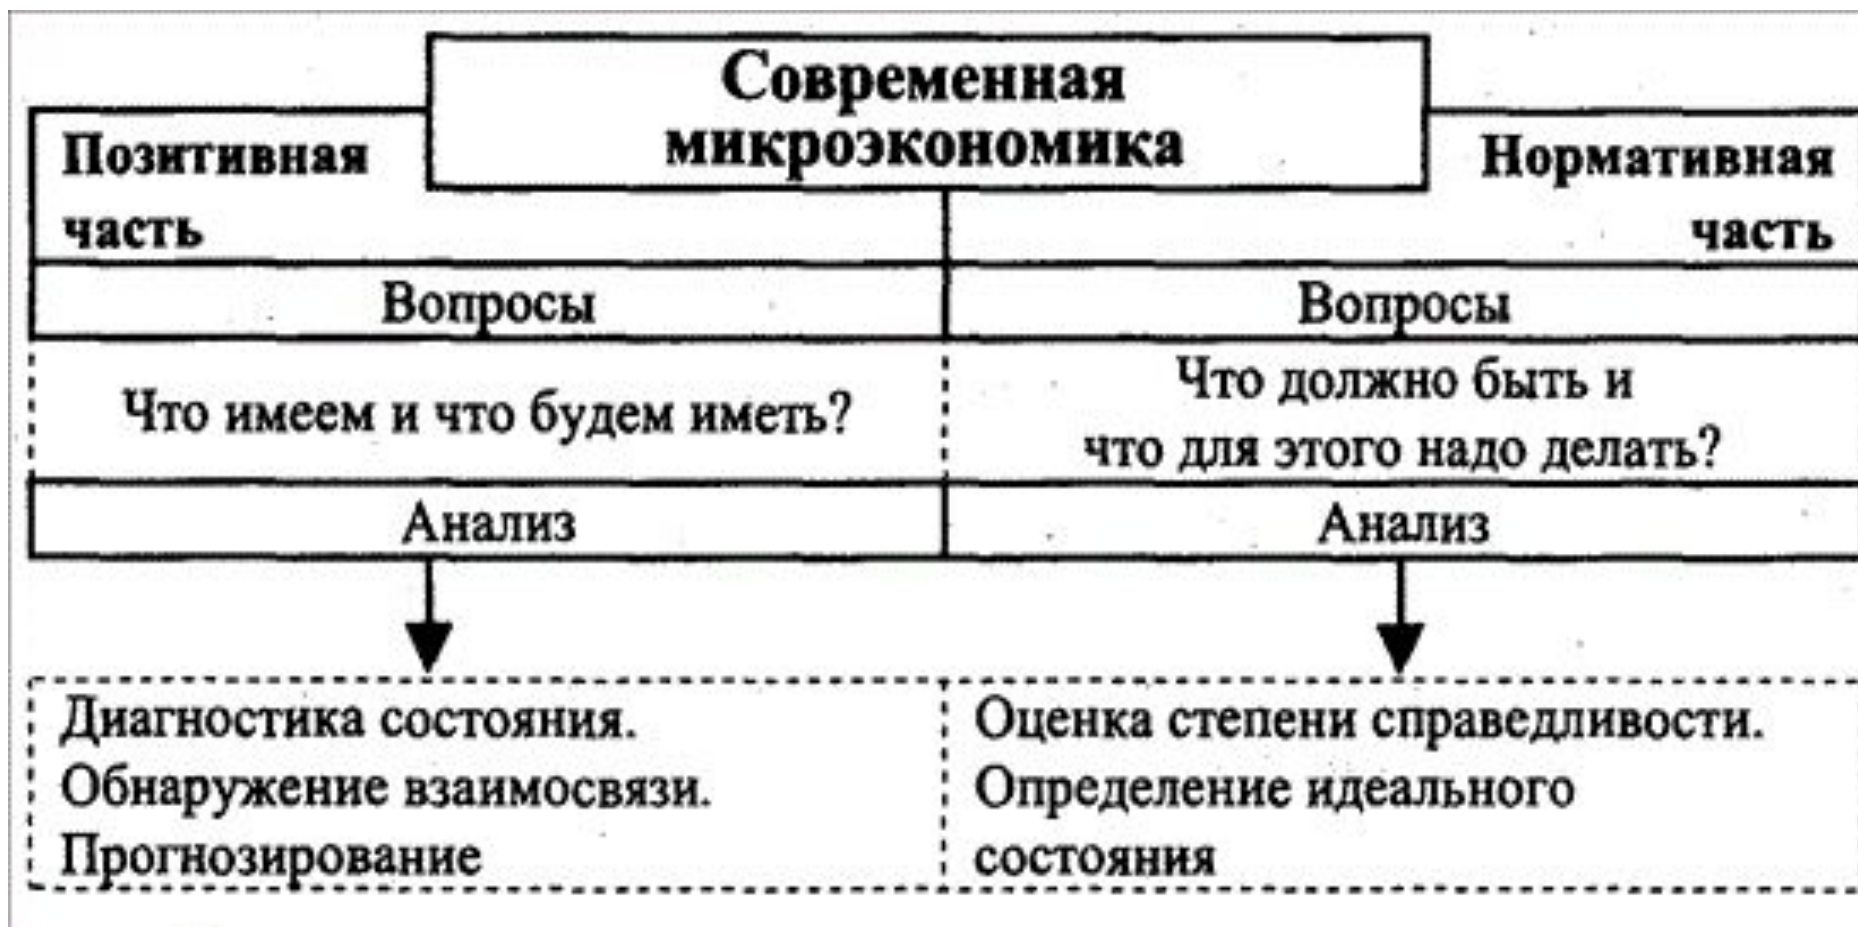 Современная
микроэкономика
Позитивная
часть
Нормативная
часть
Вопросы
Вопросы
Что имеем и что будем иметь?
Что должно быть и
что для этого надо делать?
Анализ
Анализ
Диагностика состояния.
Обнаружение взаимосвязи.
Прогнозирование
Оценка степени справедливости.
Определение идеального
состояния